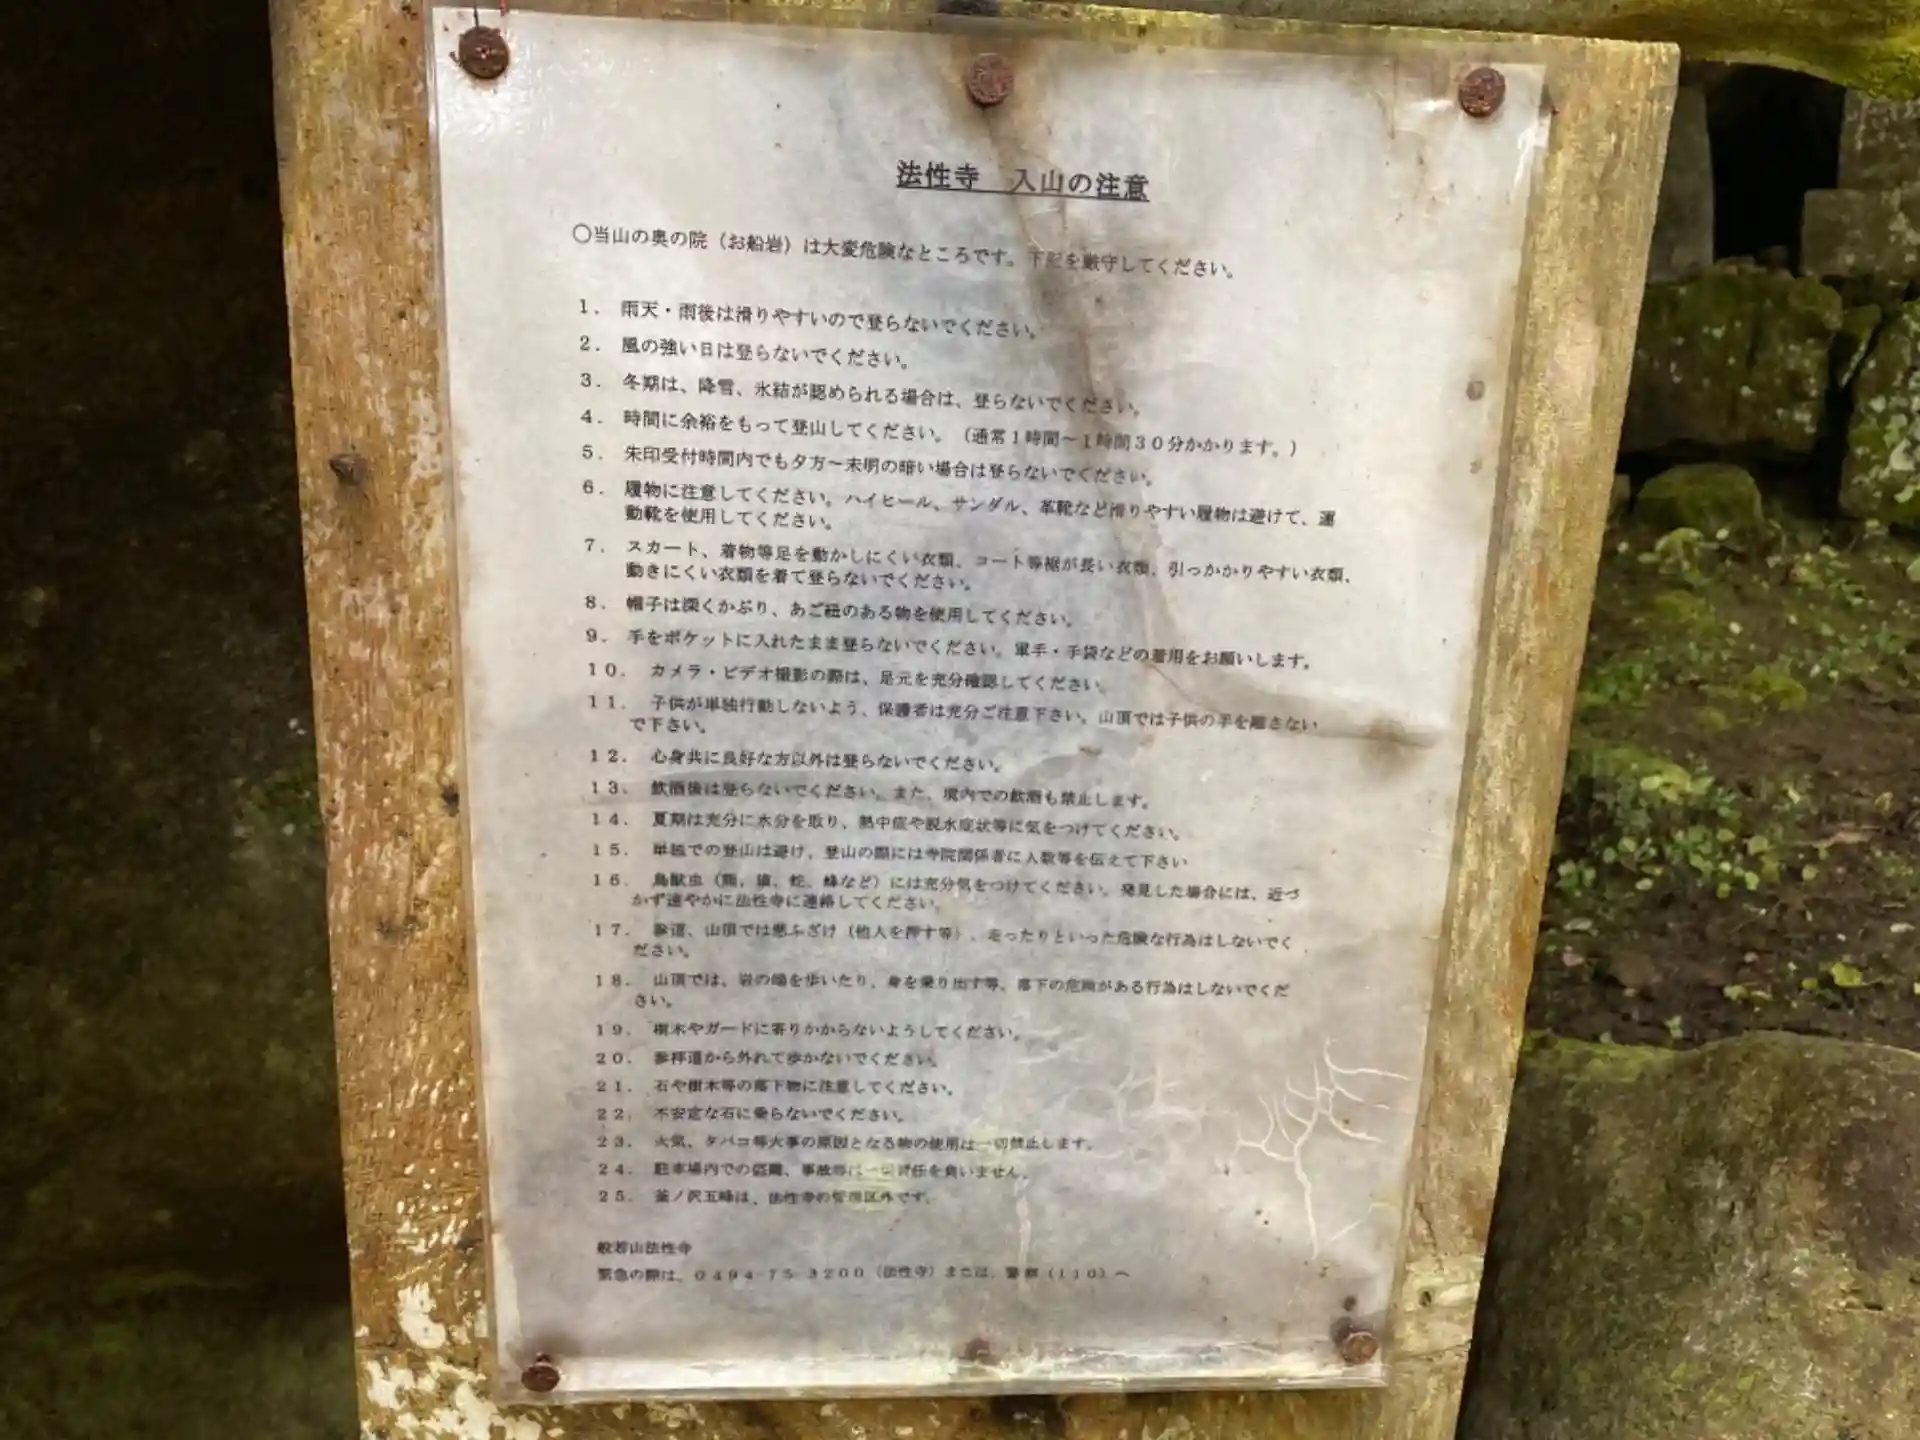 法性寺　入山の注意
〇当山の奥の院（お船岩）は大変危険なところです。下記を厳守してください。
１．雨天・雨後は滑りやすいので登らないでください。
２．風の強い日は登らないでください。
３．冬期は、降雪、氷結が認められる場合は、登らないでください。
４．時間に余裕をもって登山してください。（通常１時間～１時間３０分かかります。）
５．朱印受付時間内でも夕方～未明の暗い場合は登らないでください。
６．履物に注意してください。ハイヒール、サンダル、革靴など滑りやすい履物は避けて、運
動靴を使用してください。
７．スカート、着物等足を動かしにくい衣類、コート等裾が長い衣類、引っかかりやすい衣類、
動きにくい衣類を着て登らないでください。
８．帽子は深くかぶり、あご紐のある物を使用してください。
９．手をポケットに入れたまま登らないでください。軍手・手袋などの着用をお願いします。
１０．カメラ・ビデオ撮影の際は、足元を充分確認してください。
１１．子供が単独行動しないよう、保護者は充分ご注意下さい。山頂では子供の手を離さない
で下さい。
１２．心身共に良好な方以外は登らないでください。
１３．飲酒後は登らないでください。また、境内での飲酒も禁止します。
１４．夏期は充分に水分を取り、熱中症や脱水症状等に気をつけてください。
１５．単独での登山は避け、登山の際には寺院関係者に人数等を伝えて下さい
１６．鳥獣虫（熊、猿、蛇、蜂など）には充分気をつけてください。発見した場合には、近づ
かず速やかに法性寺に連絡してください。
１７．参道、山頂では悪ふざけ（他人を押す等）、走ったりといった危険な行為はしないでく
ださい。
１８．山頂では、岩の端を歩いたり、身を乗り出す等、落下の危険がある行為はしないでくだ
さい。
１９．樹木やガードに寄りかからないようしてください。
２０．参拝道から外れて歩かないでください。
２１．石や樹木等の落下物に注意してください。
２２．不安定な石に乗らないでください。
２３．火気、タバコ等火事の原因となる物の使用は一切禁止します。
２４．駐車場内での盗難、事故等は一切責任を負いません。
２５．釜ノ沢五峰は、法性寺の管理区外です。
般若山法性寺
緊急の際は、０４９４-７５-３２００（法性寺）または、警察（１１０）へ